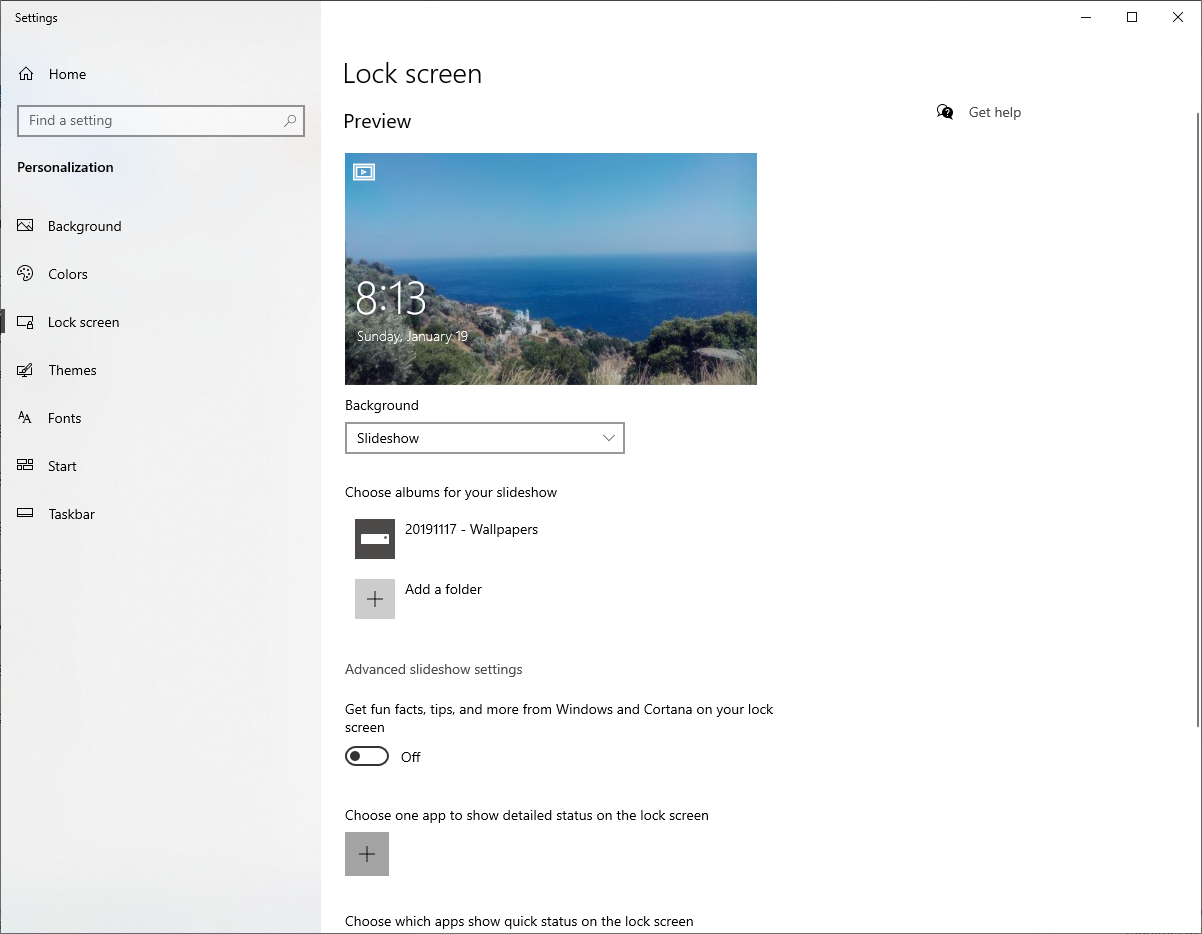 Settings
Home
Find a setting
Personalization
Background
Colors
Lock screen
Themes
Fonts
Start
Taskbar
Lock screen
Preview
Get help
8:13
Sunday, January 19
Background
Slideshow
Choose albums for your slideshow
20191117 - Wallpapers
Add a folder
Advanced slideshow settings
Get fun facts, tips, and more from Windows and Cortana on your lock
screen
Off
Choose one app to show detailed status on the lock screen
Choose which apps show quick status on the lock screen